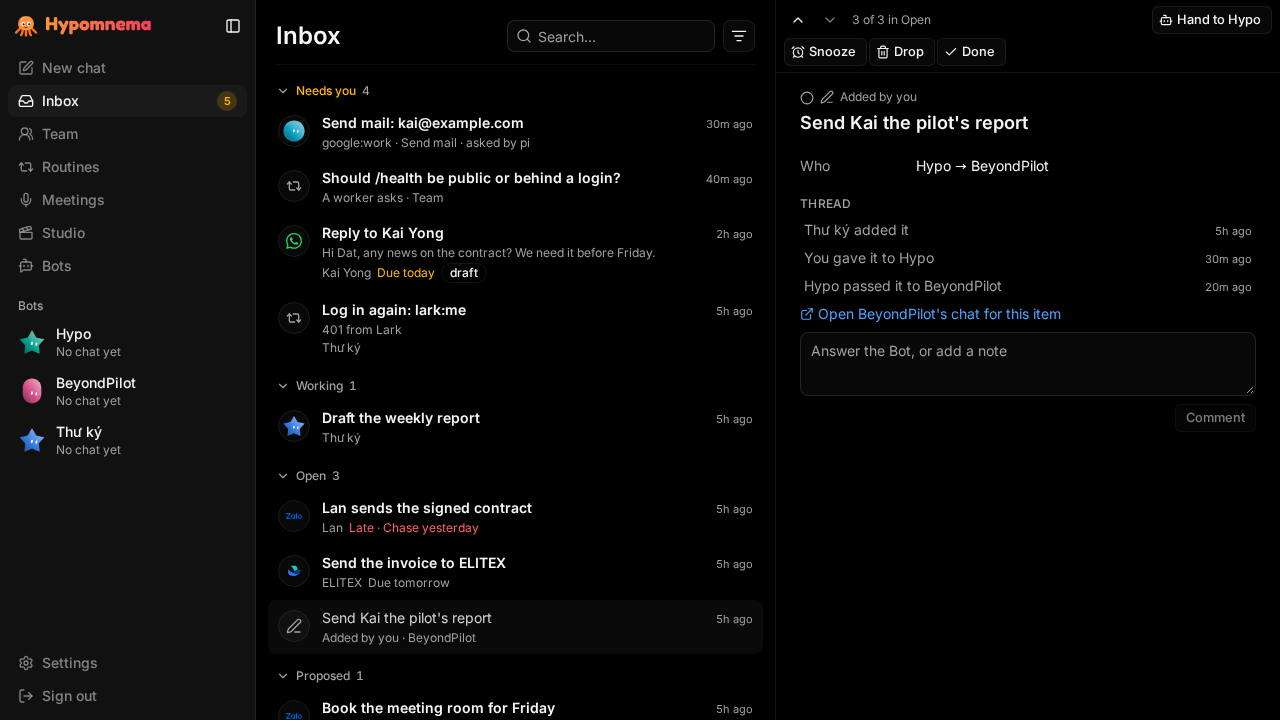 Hypomnema
New chat
Inbox
5
Team
Routines
Meetings
Studio
Bots
Bots
Hypo
No chat yet
BeyondPilot
No chat yet
Thư ký
No chat yet
Settings
Sign out
Inbox
Search...
Needs you 4
Send mail: kai@example.com
30m ago
google:work · Send mail · asked by pi
Should /health be public or behind a login?
40m ago
A worker asks · Team
Reply to Kai Yong
2h ago
Hi Dat, any news on the contract? We need it before Friday.
Kai Yong Due today draft
Log in again: lark:me
5h ago
401 from Lark
Thư ký
Working 1
Draft the weekly report
5h ago
Thư ký
Open 3
Zalo
Lan sends the signed contract
5h ago
Lan Late · Chase yesterday
Send the invoice to ELITEX
5h ago
ELITEX Due tomorrow
Send Kai the pilot's report
5h ago
Added by you · BeyondPilot
Proposed 1
Zalo
Book the meeting room for Friday
5h ago
3 of 3 in Open
Hand to Hypo
Snooze
Drop
Done
Added by you
Send Kai the pilot's report
Who
Hypo → BeyondPilot
THREAD
Thư ký added it
5h ago
You gave it to Hypo
30m ago
Hypo passed it to BeyondPilot
20m ago
Open BeyondPilot's chat for this item
Answer the Bot, or add a note
Comment